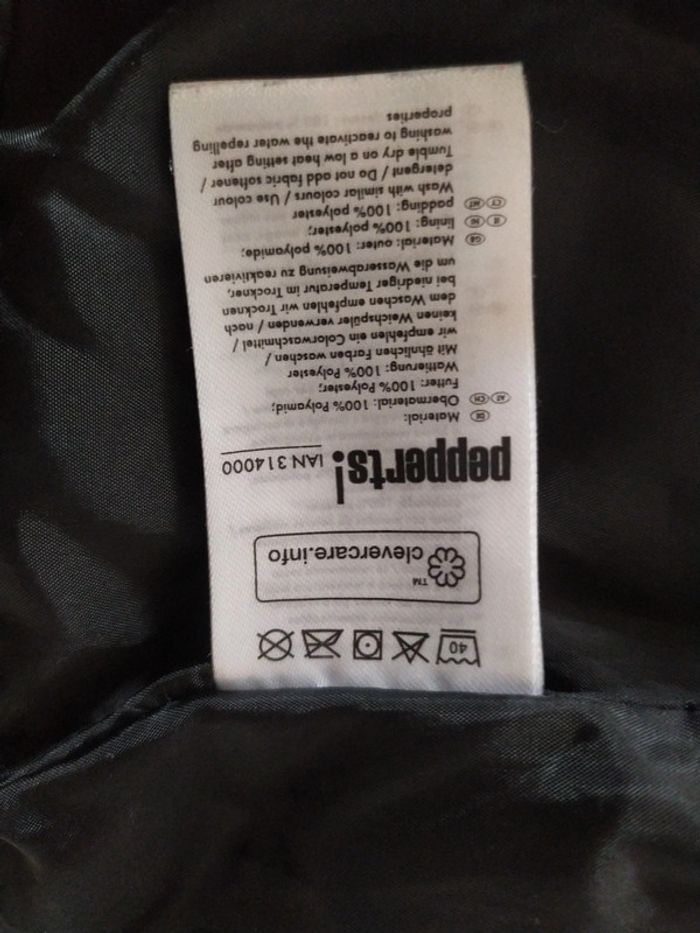 40
clevercare.info
TM
pepperts!
IAN 314000
DE
AT CH
Material:
Obermaterial: 100% Polyamid;
Futter: 100% Polyester;
Wattierung: 100% Polyester
Mit ähnlichen Farben waschen /
wir empfehlen ein Colorwaschmittel /
keinen Weichspüler verwenden / nach
dem Waschen empfehlen wir Trocknen
bei niedriger Temperatur im Trockner,
um die Wasserabweisung zu reaktivieren
GB
IE NI
CY MT
Material: outer: 100% polyamide;
lining: 100% polyester;
padding: 100% polyester
Wash with similar colours / Use colour
detergent / Do not add fabric softener /
Tumble dry on a low heat setting after
washing to reactivate the water repelling
properties